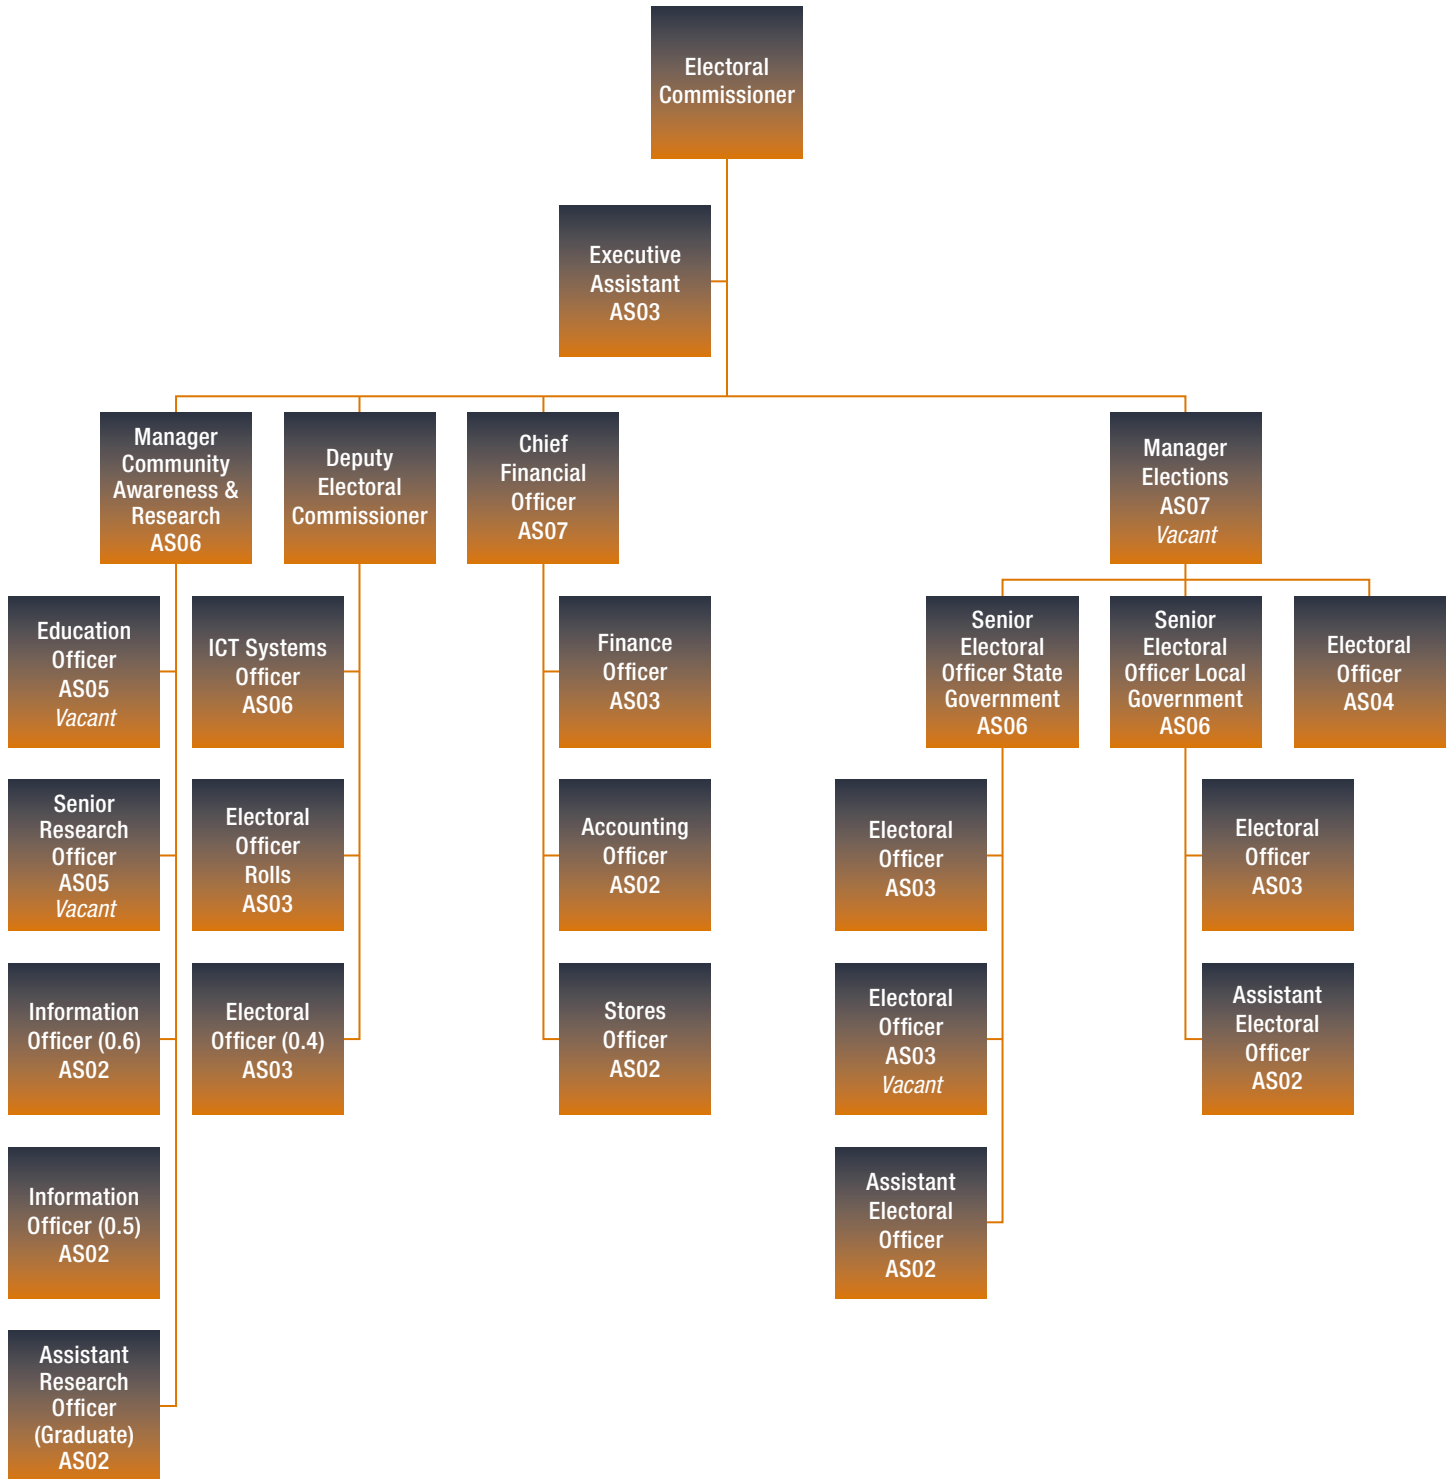 Electoral
Commissioner
Executive
Assistant
AS03
Manager
Community
Awareness &
Research
AS06
Deputy
Electoral
Commissioner
Chief
Financial
Officer
AS07
Manager
Elections
AS07
Vacant
Education
Officer
AS05
Vacant
ICT Systems
Officer
AS06
Finance
Officer
AS03
Senior
Electoral
Officer State
Government
AS06
Senior
Electoral
Officer Local
Government
AS06
Electoral
Officer
AS04
Senior
Research
Officer
AS05
Vacant
Electoral
Officer
Rolls
AS03
Accounting
Officer
AS02
Electoral
Officer
AS03
Electoral
Officer
AS03
Information
Officer (0.6)
AS02
Electoral
Officer (0.4)
AS03
Stores
Officer
AS02
Electoral
Officer
AS03
Vacant
Assistant
Electoral
Officer
AS02
Information
Officer (0.5)
AS02
Assistant
Electoral
Officer
AS02
Assistant
Research
Officer
(Graduate)
AS02